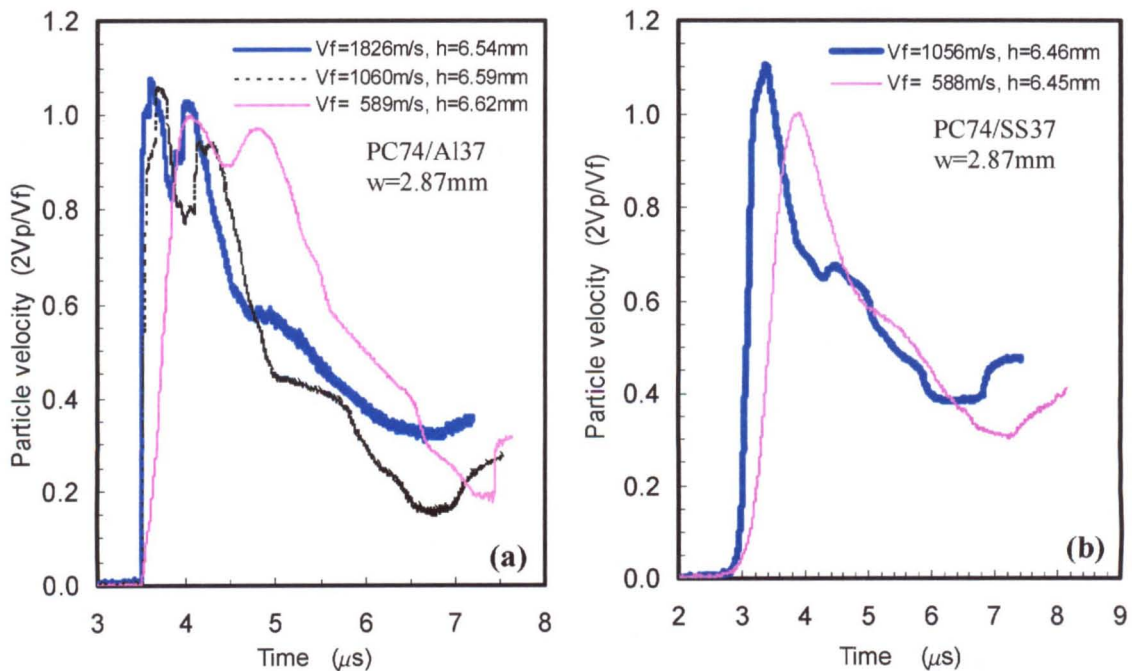 Particle velocity (2Vp/Vf)
1.2
1.0
0.8
0.6
0.4
0.2
0.0
Vf=1826m/s, h=6.54mm
Vf=1060m/s, h=6.59mm
Vf= 589m/s, h=6.62mm
PC74/Al37
w=2.87mm
(a)
3 4 5 6 7 8
Time (μs)
Particle velocity (2Vp/Vf)
1.2
1.0
0.8
0.6
0.4
0.2
0.0
Vf=1056m/s, h=6.46mm
Vf= 588m/s, h=6.45mm
PC74/SS37
w=2.87mm
(b)
2 3 4 5 6 7 8 9
Time (μs)